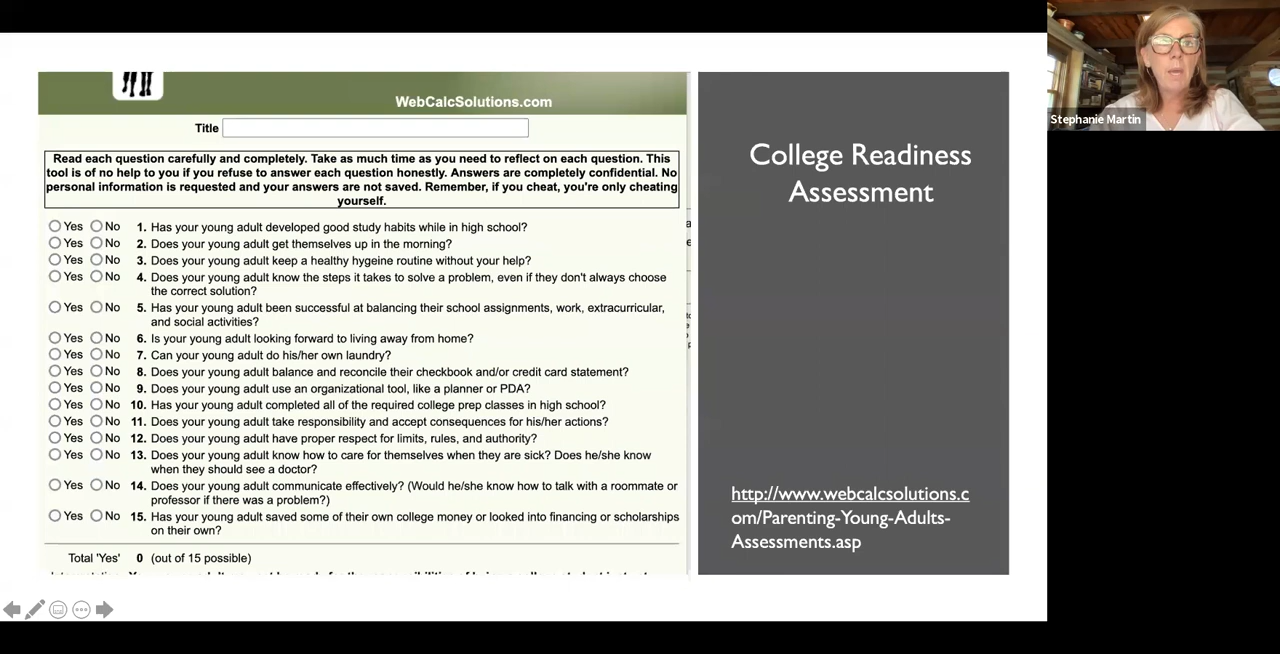 WebCalcSolutions.com
Title
Read each question carefully and completely. Take as much time as you need to reflect on each question. This
tool is of no help to you if you refuse to answer each question honestly. Answers are completely confidential. No
personal information is requested and your answers are not saved. Remember, if you cheat, you're only cheating
yourself.
Yes No 1. Has your young adult developed good study habits while in high school?
Yes No 2. Does your young adult get themselves up in the morning?
Yes No 3. Does your young adult keep a healthy hygeine routine without your help?
Yes No 4. Does your young adult know the steps it takes to solve a problem, even if they don't always choose
the correct solution?
Yes No 5. Has your young adult been successful at balancing their school assignments, work, extracurricular,
and social activities?
Yes No 6. Is your young adult looking forward to living away from home?
Yes No 7. Can your young adult do his/her own laundry?
Yes No 8. Does your young adult balance and reconcile their checkbook and/or credit card statement?
Yes No 9. Does your young adult use an organizational tool, like a planner or PDA?
Yes No 10. Has your young adult completed all of the required college prep classes in high school?
Yes No 11. Does your young adult take responsibility and accept consequences for his/her actions?
Yes No 12. Does your young adult have proper respect for limits, rules, and authority?
Yes No 13. Does your young adult know how to care for themselves when they are sick? Does he/she know
when they should see a doctor?
Yes No 14. Does your young adult communicate effectively? (Would he/she know how to talk with a roommate or
professor if there was a problem?)
Yes No 15. Has your young adult saved some of their own college money or looked into financing or scholarships
on their own?
Total 'Yes' 0 (out of 15 possible)
College Readiness
Assessment
http://www.webcalcsolutions.c
om/Parenting-Young-Adults-
Assessments.asp
Stephanie Martin